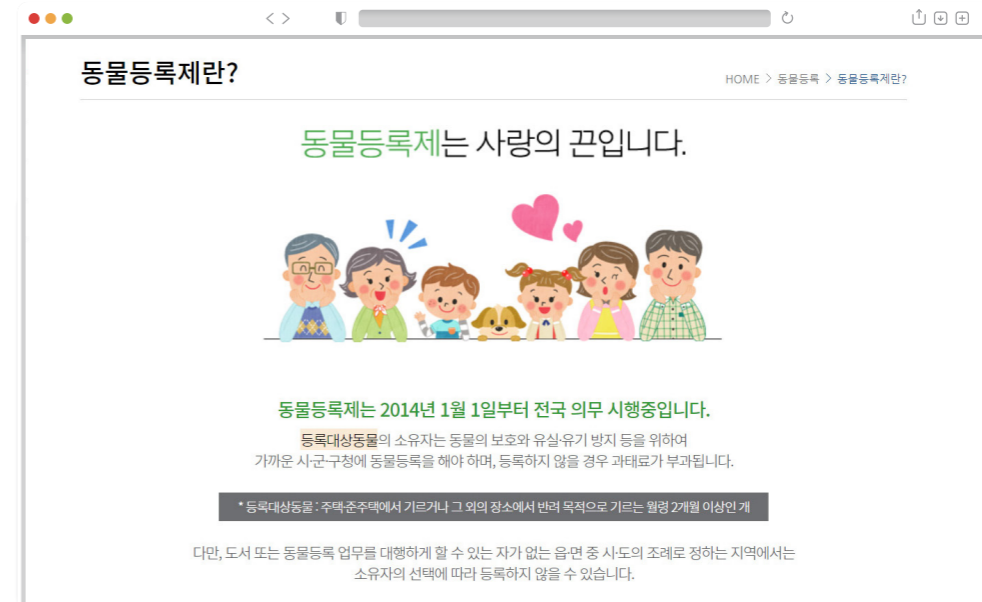 동물등록제란?
HOME > 동물등록 > 동물등록제란?
동물등록제는 사랑의 끈입니다.
동물등록제는 2014년 1월 1일부터 전국 의무 시행중입니다.
등록대상동물의 소유자는 동물의 보호와 유실·유기 방지 등을 위하여
가까운 시·군·구청에 동물등록을 해야 하며, 등록하지 않을 경우 과태료가 부과됩니다.
* 등록대상동물 : 주택·준주택에서 기르거나 그 외의 장소에서 반려 목적으로 기르는 월령 2개월 이상인 개
다만, 도서 또는 동물등록 업무를 대행하게 할 수 있는 자가 없는 읍·면 중 시·도의 조례로 정하는 지역에서는
소유자의 선택에 따라 등록하지 않을 수 있습니다.